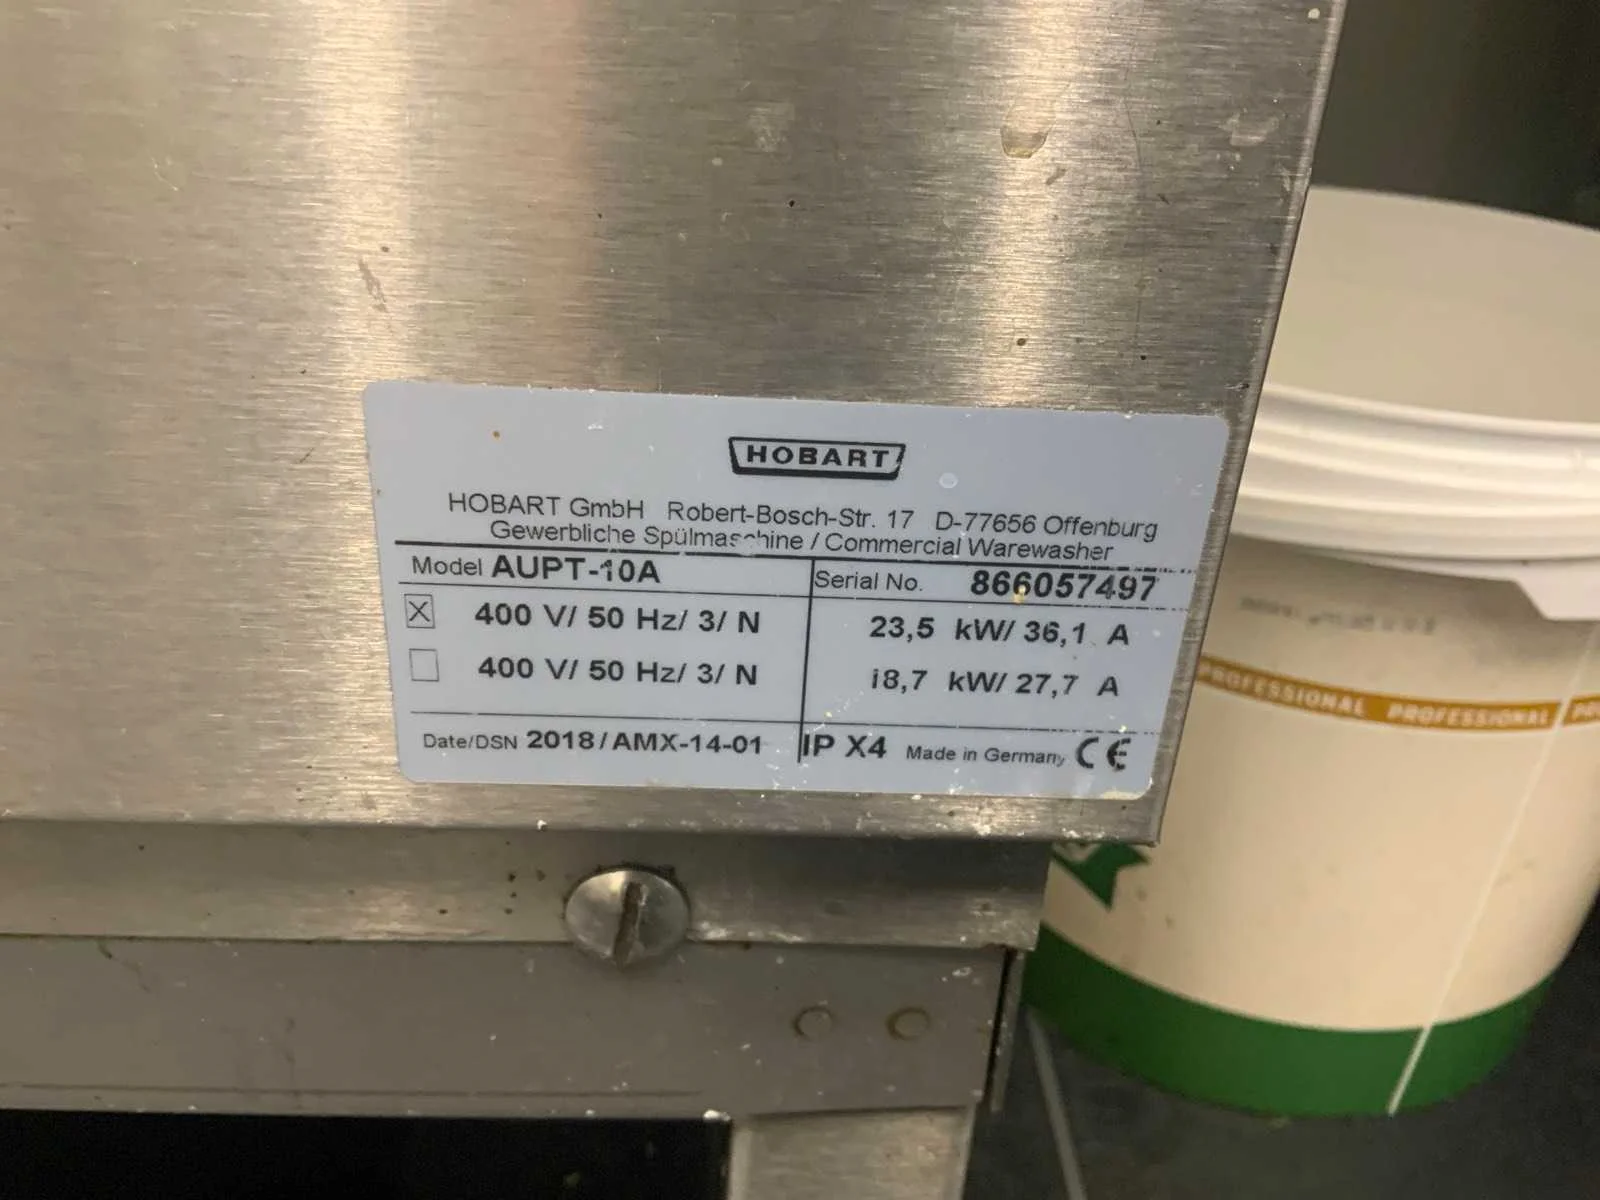 HOBART
HOBART GmbH Robert-Bosch-Str. 17 D-77656 Offenburg
Gewerbliche Spülmaschine / Commercial Warewasher
Model AUPT-10A Serial No. 866057497
X 400 V/ 50 Hz/ 3/ N 23,5 kW/ 36,1 A
400 V/ 50 Hz/ 3/ N 18,7 kW/ 27,7 A
Date/DSN 2018/AMX-14-01 IP X4 Made in Germany CE
PROFESSIONAL PROFESSIONAL